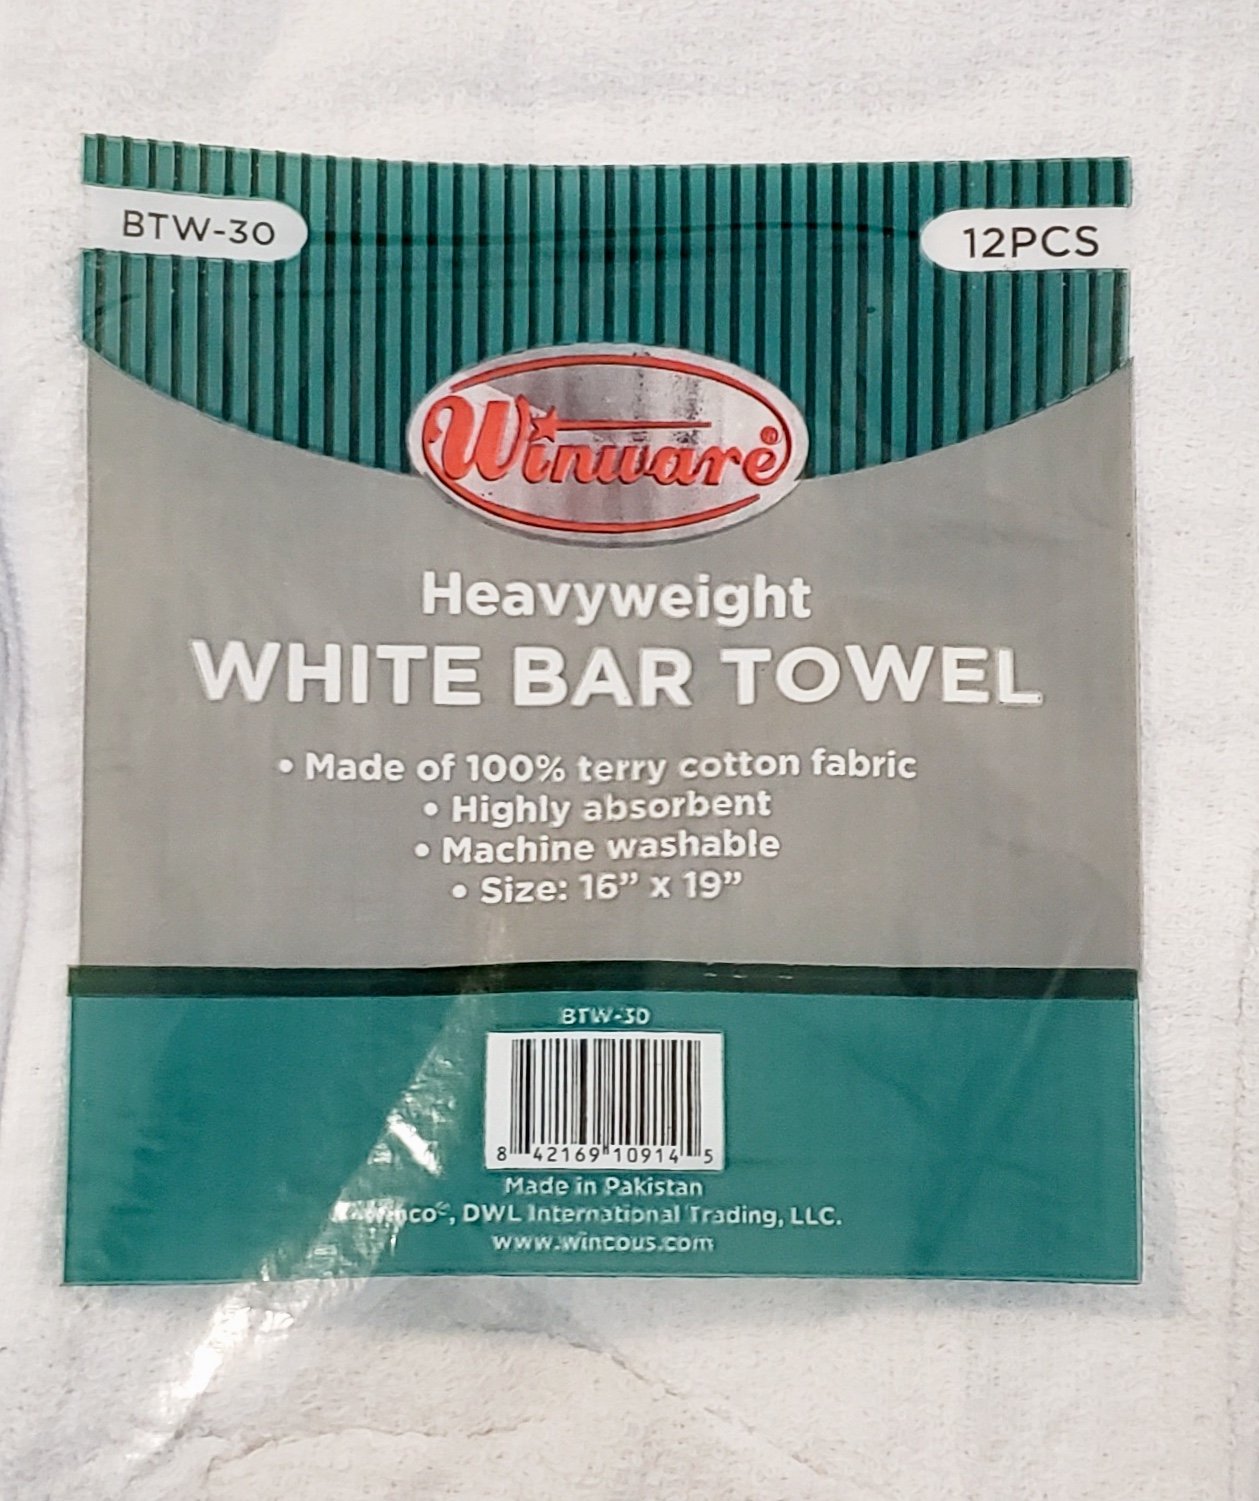 BTW-30
12PCS
Winware®
Heavyweight
WHITE BAR TOWEL
• Made of 100% terry cotton fabric
• Highly absorbent
• Machine washable
• Size: 16” x 19”
BTW-30
8 42169 10914 5
Made in Pakistan
DWL International Trading, LLC.
www.wincous.com